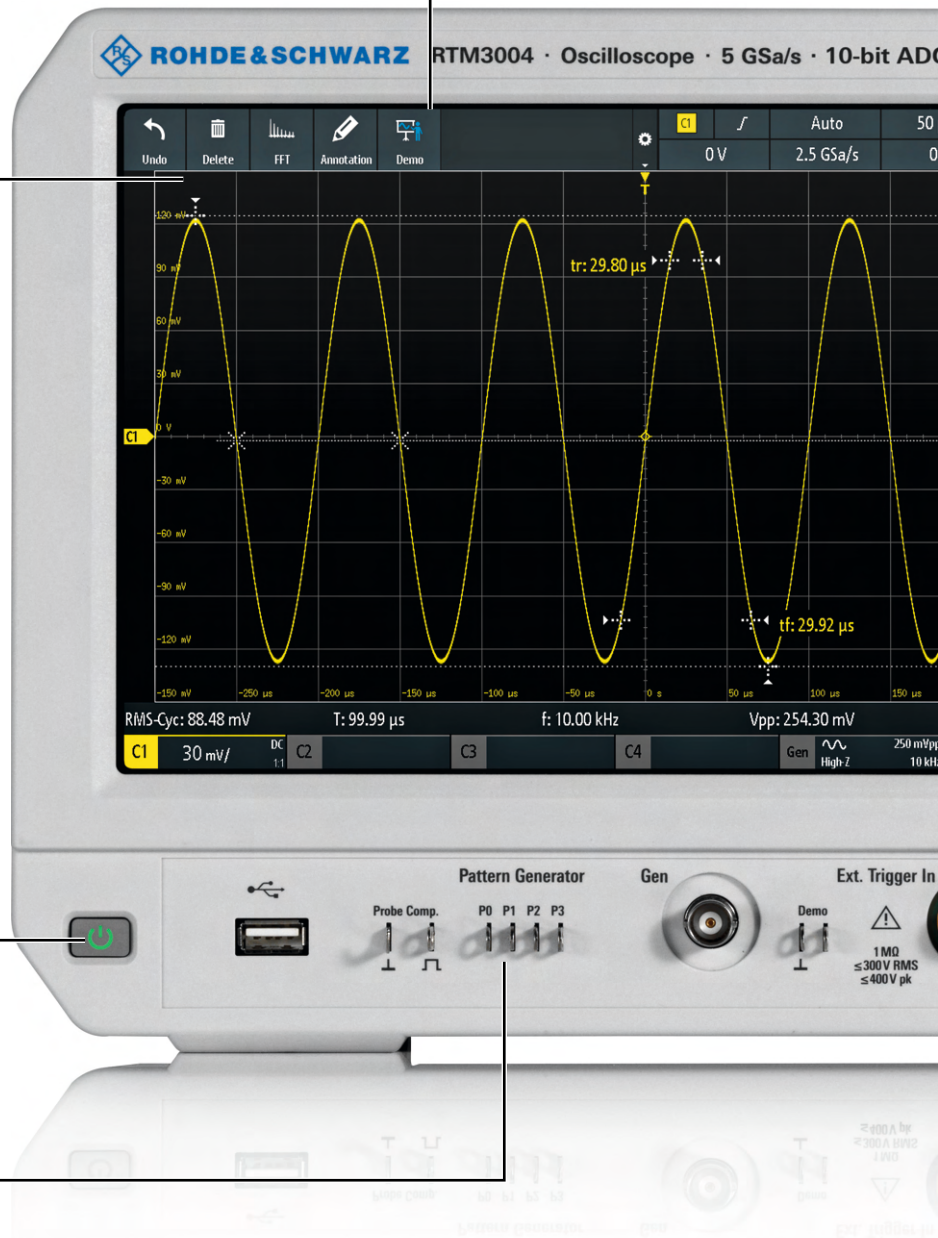 ROHDE&SCHWARZ RTM3004 · Oscilloscope · 5 GSa/s · 10-bit
Undo Delete FFT Annotation Demo
C1 Auto 50
0 V 2.5 GSa/s 0
T
120 mV
90 mV
tr: 29.80 µs
60 mV
30 mV
C1 0 V
-30 mV
-60 mV
-90 mV
tf: 29.92 µs
-120 mV
-150 mV -250 µs -200 µs -150 µs -100 µs -50 µs 0 s 50 µs 100 µs 150 µs
RMS-Cyc: 88.48 mV T: 99.99 µs f: 10.00 kHz Vpp: 254.30 mV
C1 30 mV/ DC 1:1 C2 C3 C4 Gen High-Z 250 mVpp 10 kHz
Pattern Generator Gen Ext. Trigger In
Probe Comp. P0 P1 P2 P3 Demo
1 MΩ
≤300 V RMS
≤400 V pk